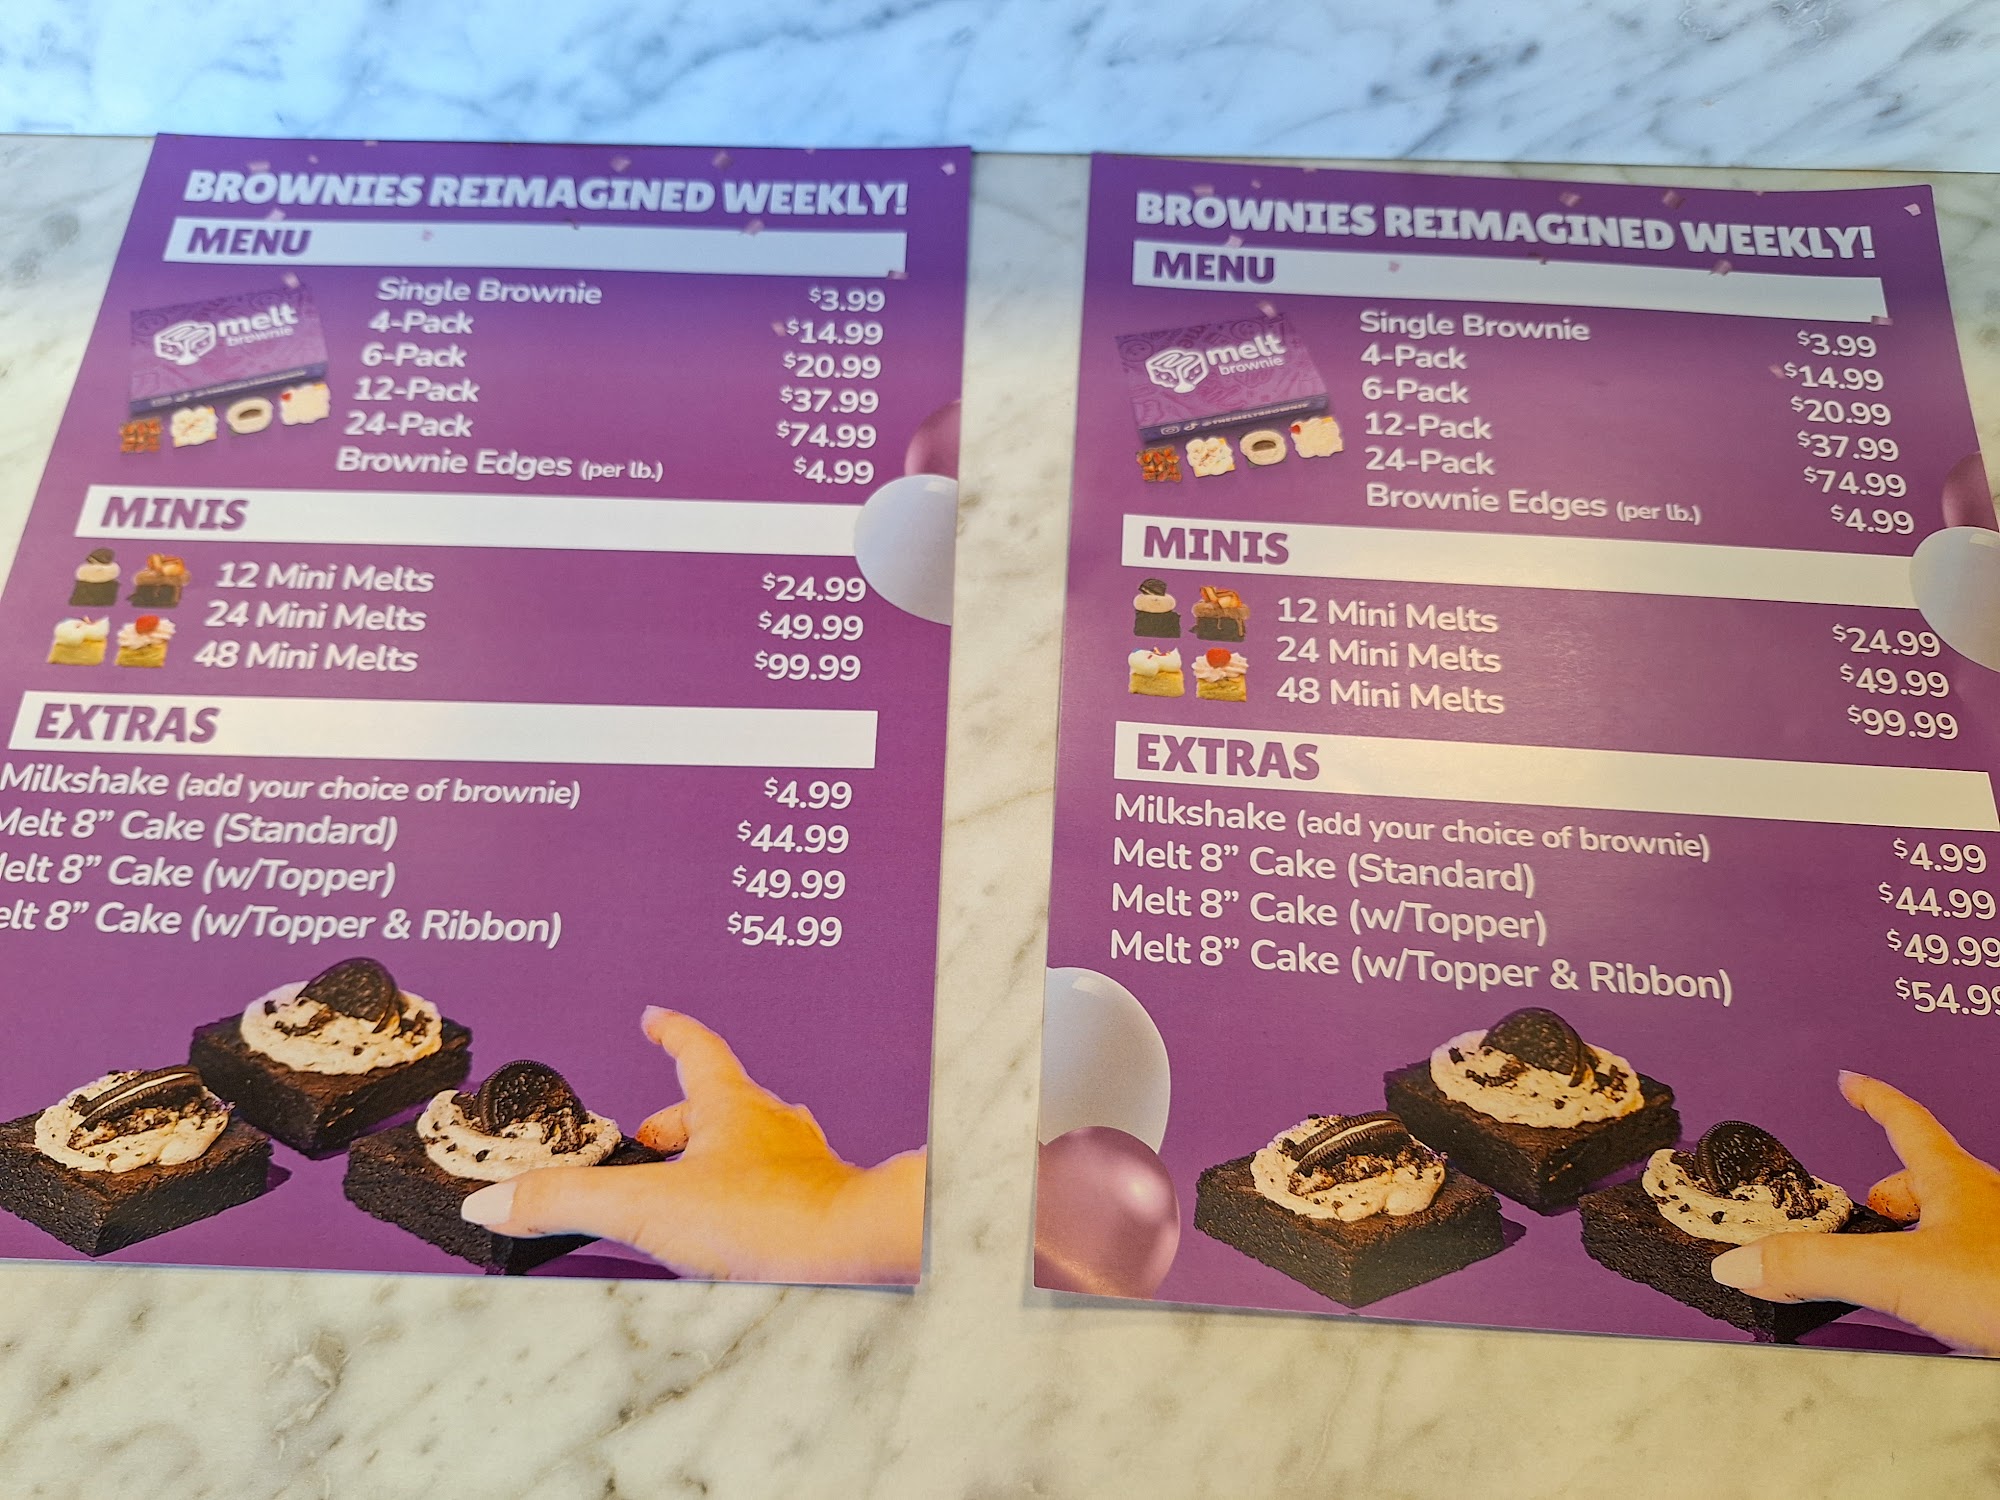 BROWNIES REIMAGINED WEEKLY!
MENU
melt
brownie
Single Brownie $3.99
4-Pack $14.99
6-Pack $20.99
12-Pack $37.99
24-Pack $74.99
Brownie Edges (per lb.) $4.99
MINIS
12 Mini Melts $24.99
24 Mini Melts $49.99
48 Mini Melts $99.99
EXTRAS
Milkshake (add your choice of brownie) $4.99
Melt 8” Cake (Standard) $44.99
elt 8” Cake (w/Topper) $49.99
elt 8” Cake (w/Topper & Ribbon) $54.99
BROWNIES REIMAGINED WEEKLY!
MENU
melt
brownie
@THEMELTBROWNIE
Single Brownie $3.99
4-Pack $14.99
6-Pack $20.99
12-Pack $37.99
24-Pack $74.99
Brownie Edges (per lb.) $4.99
MINIS
12 Mini Melts $24.99
24 Mini Melts $49.99
48 Mini Melts $99.99
EXTRAS
Milkshake (add your choice of brownie) $4.99
Melt 8” Cake (Standard) $44.99
Melt 8” Cake (w/Topper) $49.99
Melt 8” Cake (w/Topper & Ribbon) $54.99